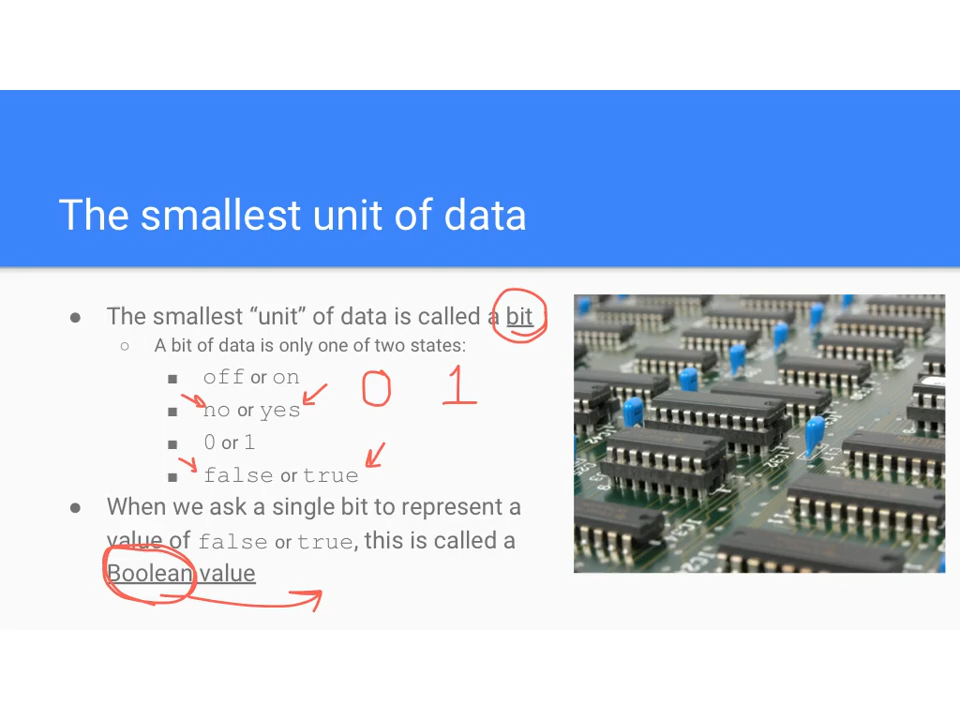 The smallest unit of data
● The smallest “unit” of data is called a bit
○ A bit of data is only one of two states:
■ off or on
0 1
■ no or yes
■ 0 or 1
■ false or true
● When we ask a single bit to represent a
value of false or true, this is called a
Boolean value